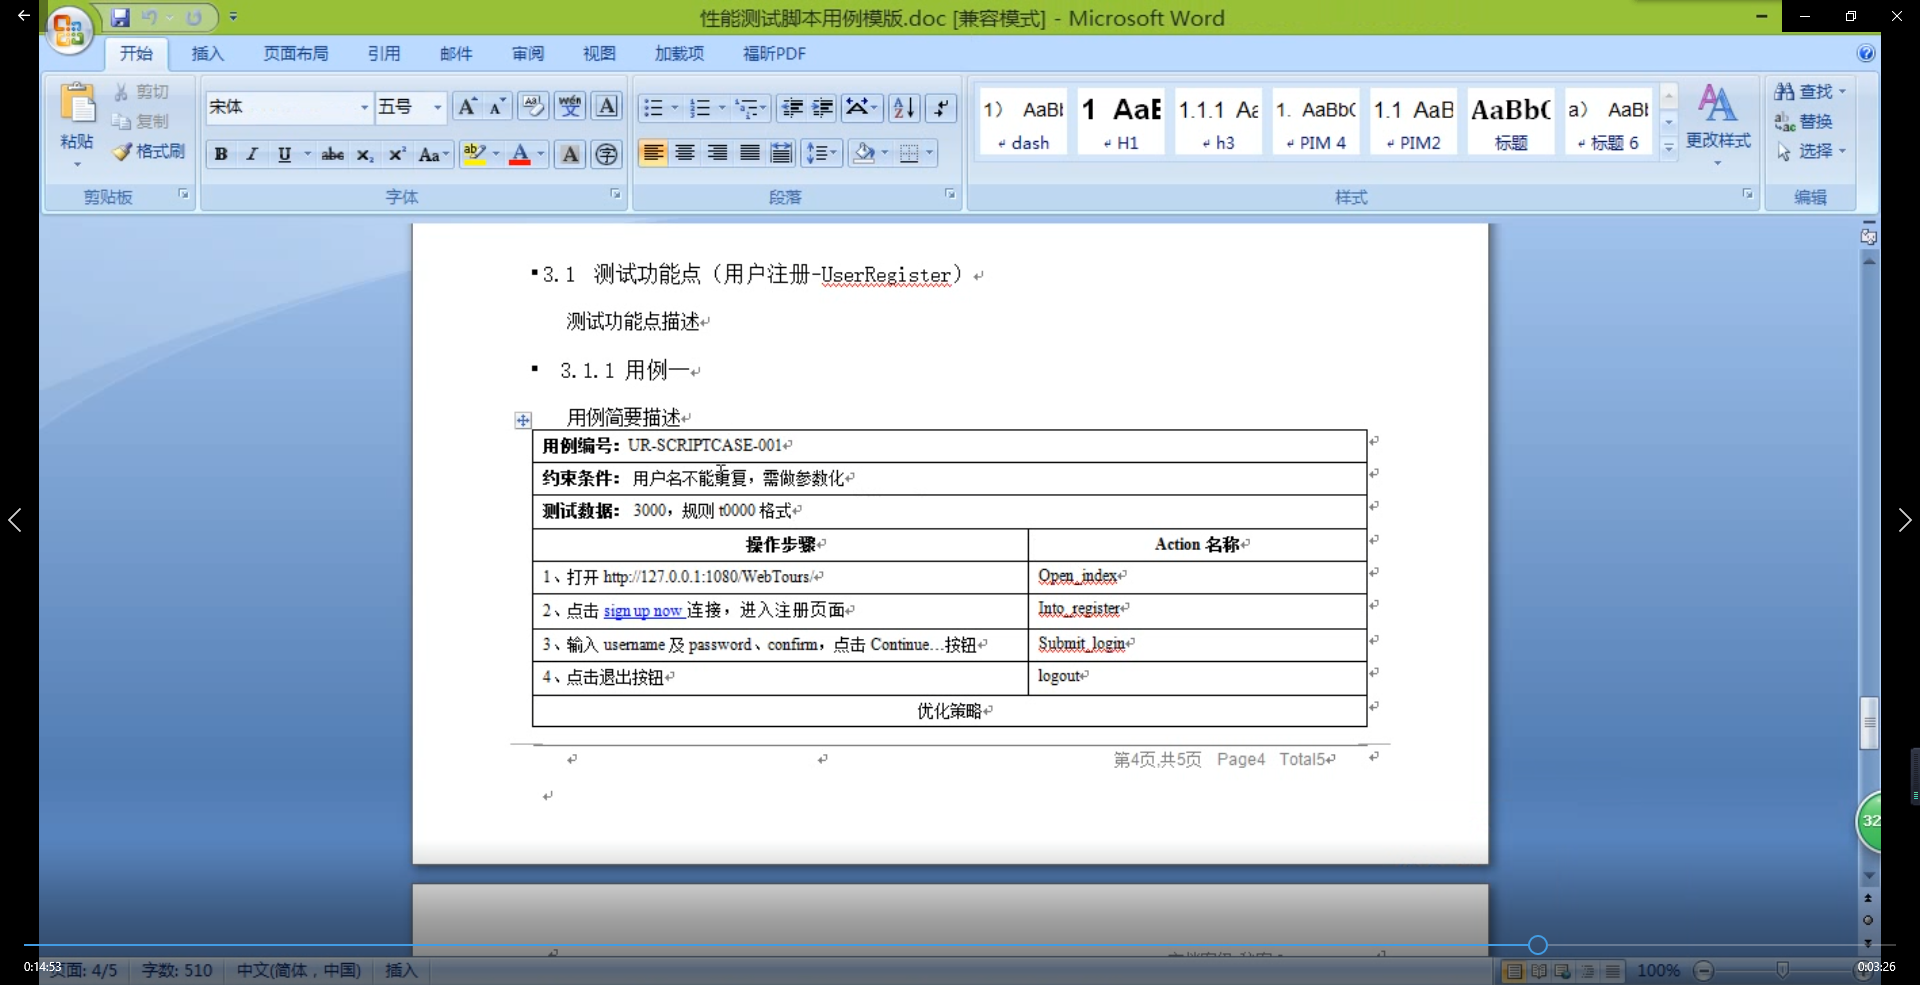 性能测试脚本用例模版.doc [兼容模式] - Microsoft Word
开始 插入 页面布局 引用 邮件 审阅 视图 加载项 福昕PDF
粘贴 剪切 复制 格式刷
宋体 五号
1） AaBb 1 AaB 1.1.1 Aa 1. AaBbC 1.1 AaB AaBbC a） AaBb
dash H1 h3 PIM 4 PIM2 标题 标题 6
更改样式
查找 替换 选择
剪贴板 字体 段落 样式 编辑
3.1 测试功能点（用户注册-UserRegister）
测试功能点描述
3.1.1 用例一
用例简要描述
用例编号： UR-SCRIPTCASE-001
约束条件： 用户名不能重复，需做参数化
测试数据： 3000，规则 t0000 格式
操作步骤 Action 名称
1、打开 http://127.0.0.1:1080/WebTours/ Open_index
2、点击 sign up now 连接，进入注册页面 Into_register
3、输入 username 及 password、confirm，点击 Continue…按钮 Submit_login
4、点击退出按钮 logout
优化策略
第4页,共5页 Page4 Total5
32
0:14:53 0:03:26
页面: 4/5 字数: 510 中文(简体，中国) 插入 100%